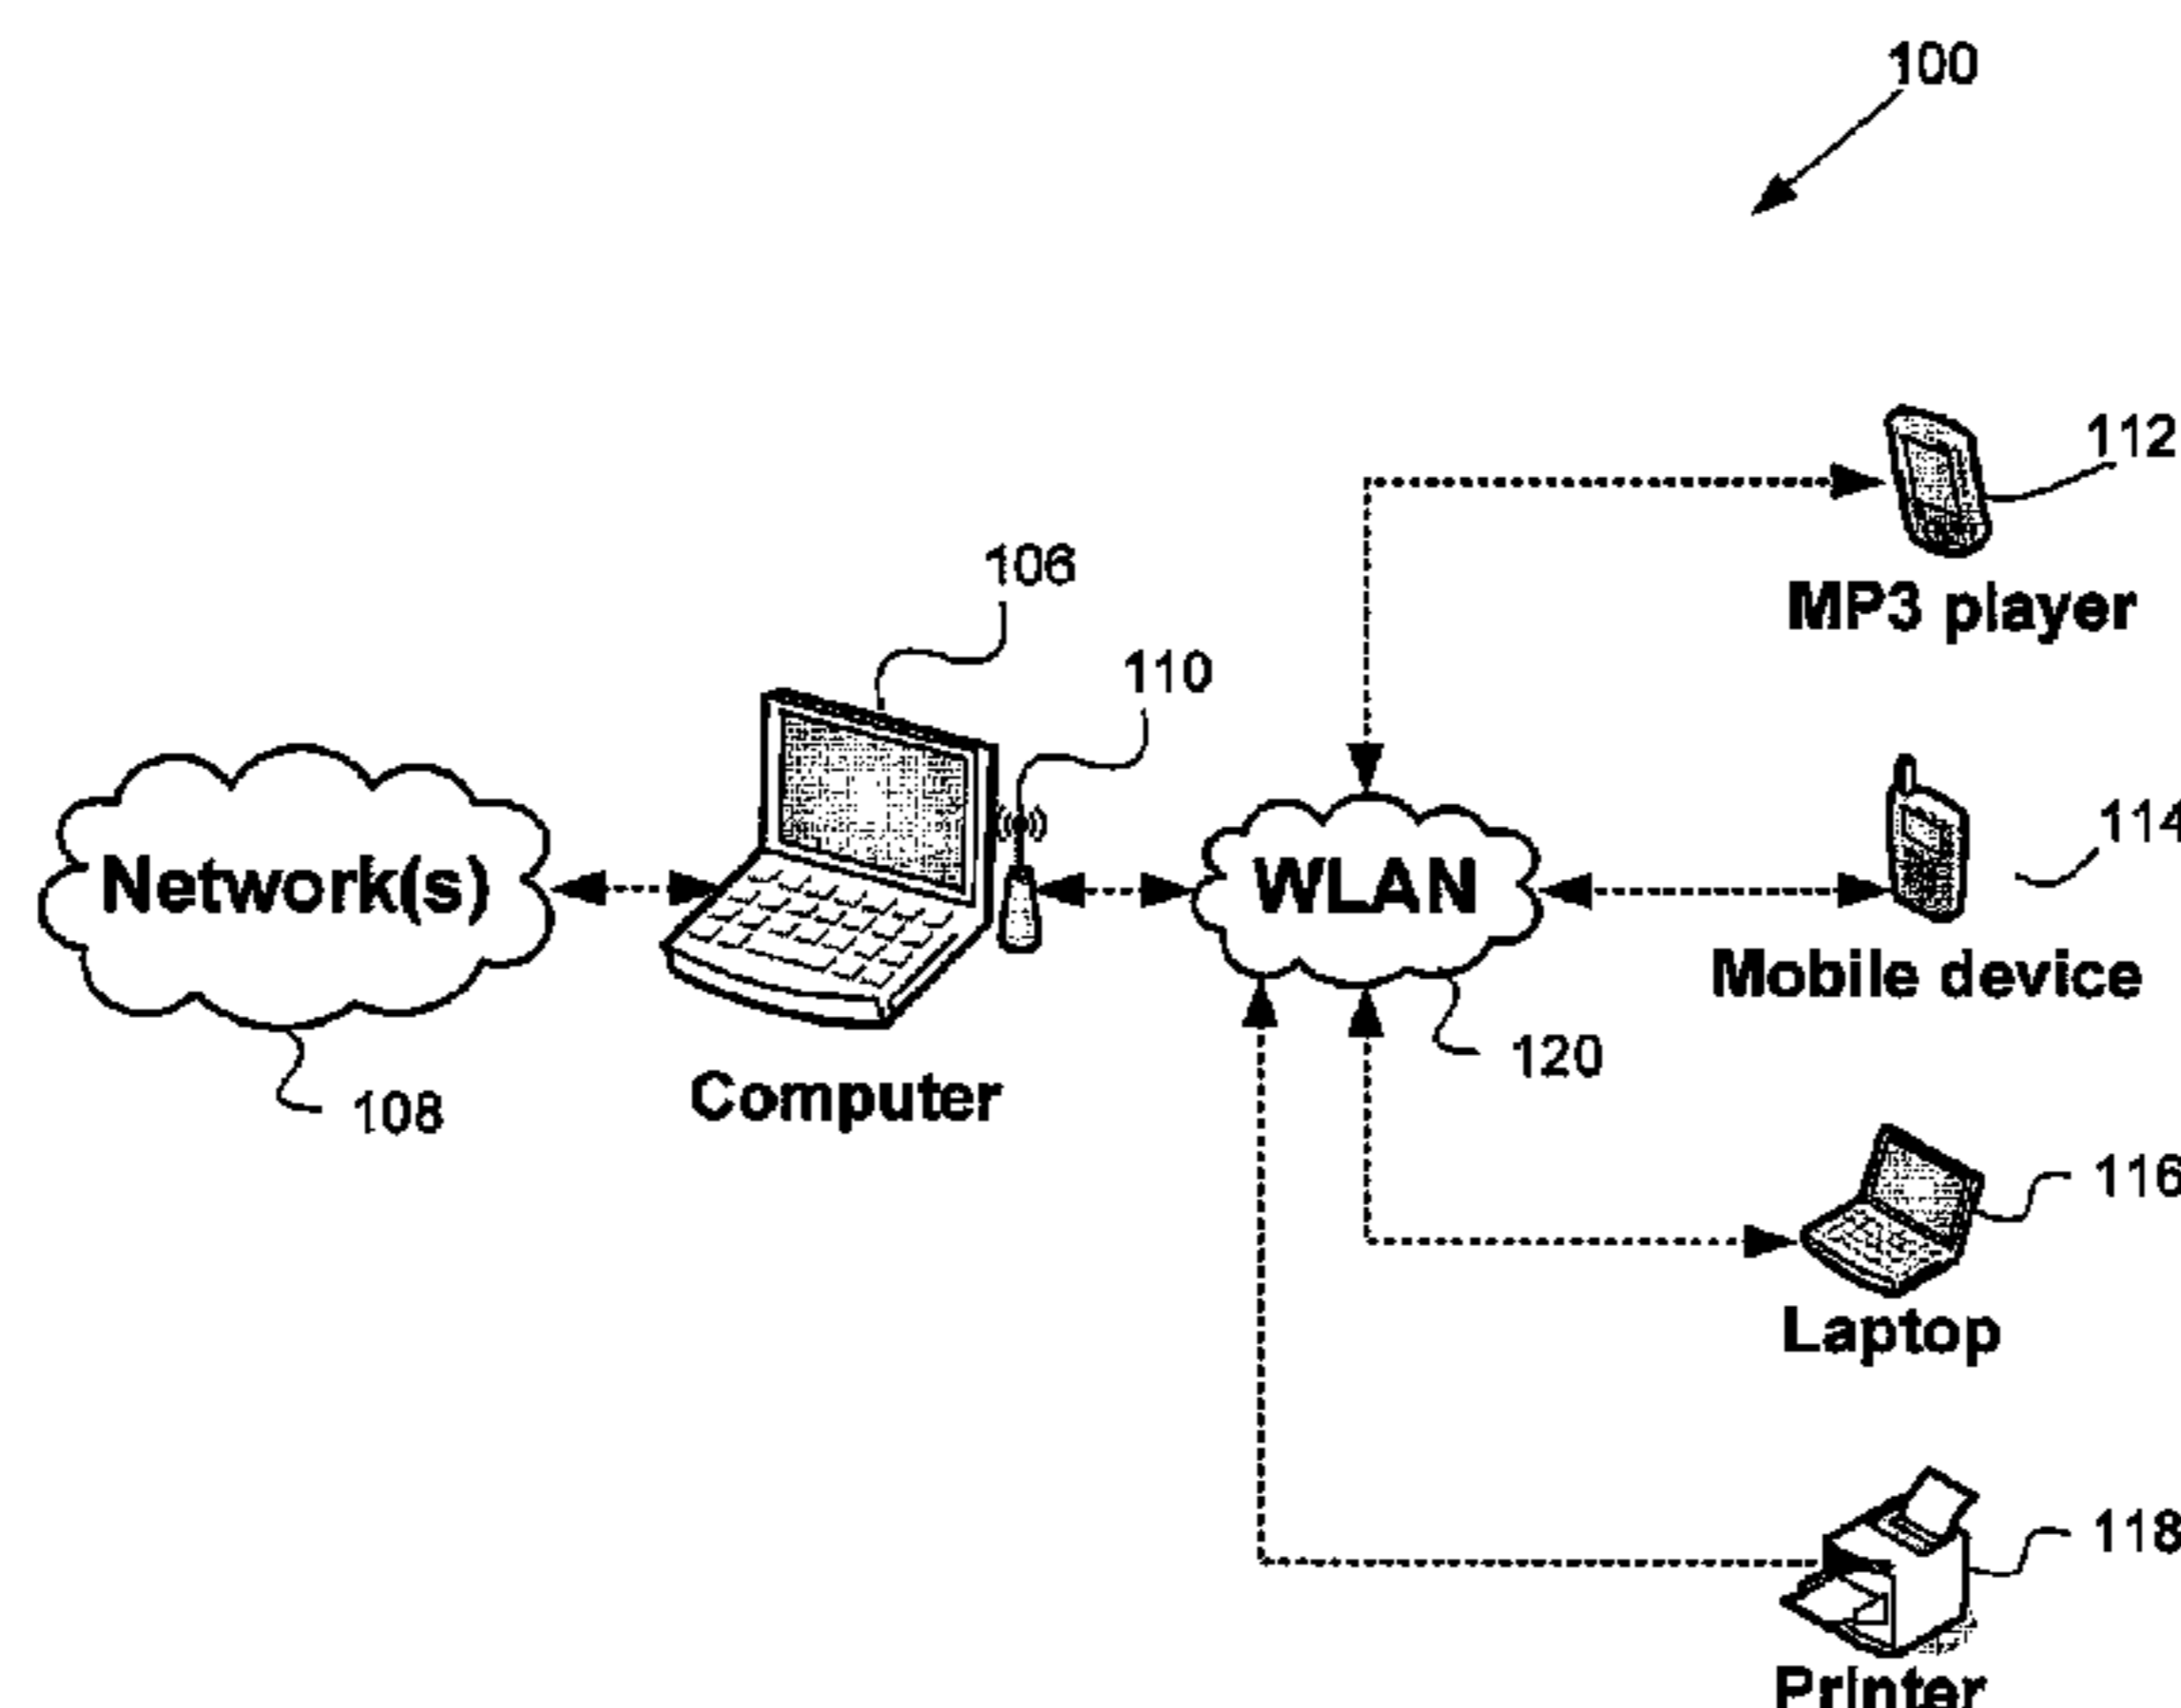 100
112
MP3 player
106
110
114
Network(s)
WLAN
Mobile device
120
Computer
108
116
Laptop
118
Printer